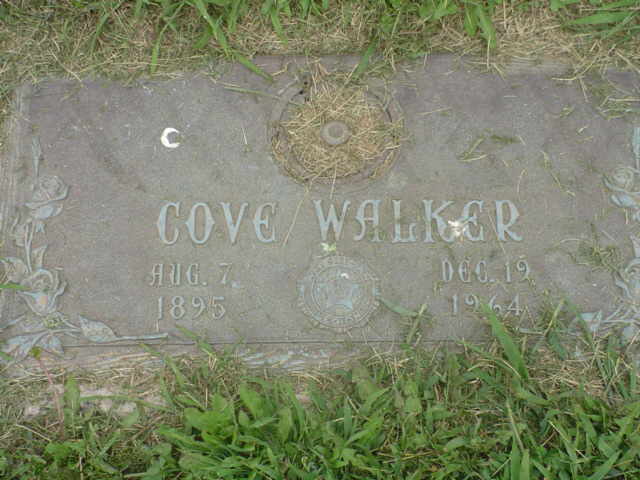 COVE WALKER
AUG. 7, DEC. 19
1895 1964